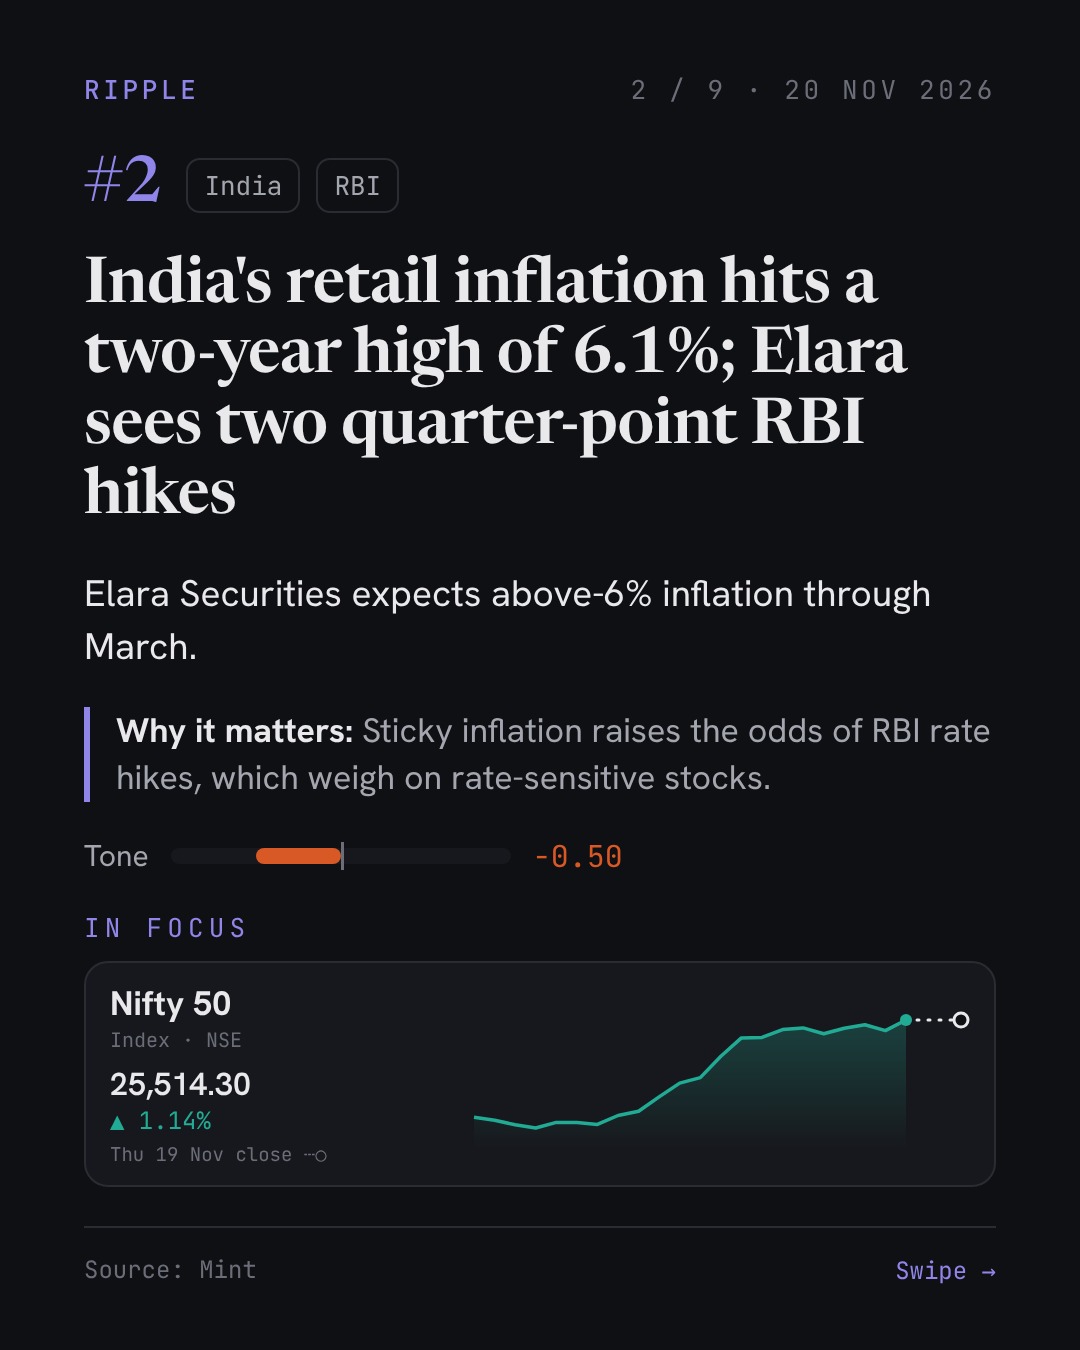 RIPPLE
2 / 9 · 20 NOV 2026
#2
India
RBI
India's retail inflation hits a
two-year high of 6.1%; Elara
sees two quarter-point RBI
hikes
Elara Securities expects above-6% inflation through
March.
Why it matters: Sticky inflation raises the odds of RBI rate
hikes, which weigh on rate-sensitive stocks.
Tone
-0.50
IN FOCUS
Nifty 50
Index · NSE
25,514.30
▲ 1.14%
Thu 19 Nov close
Source: Mint
Swipe →